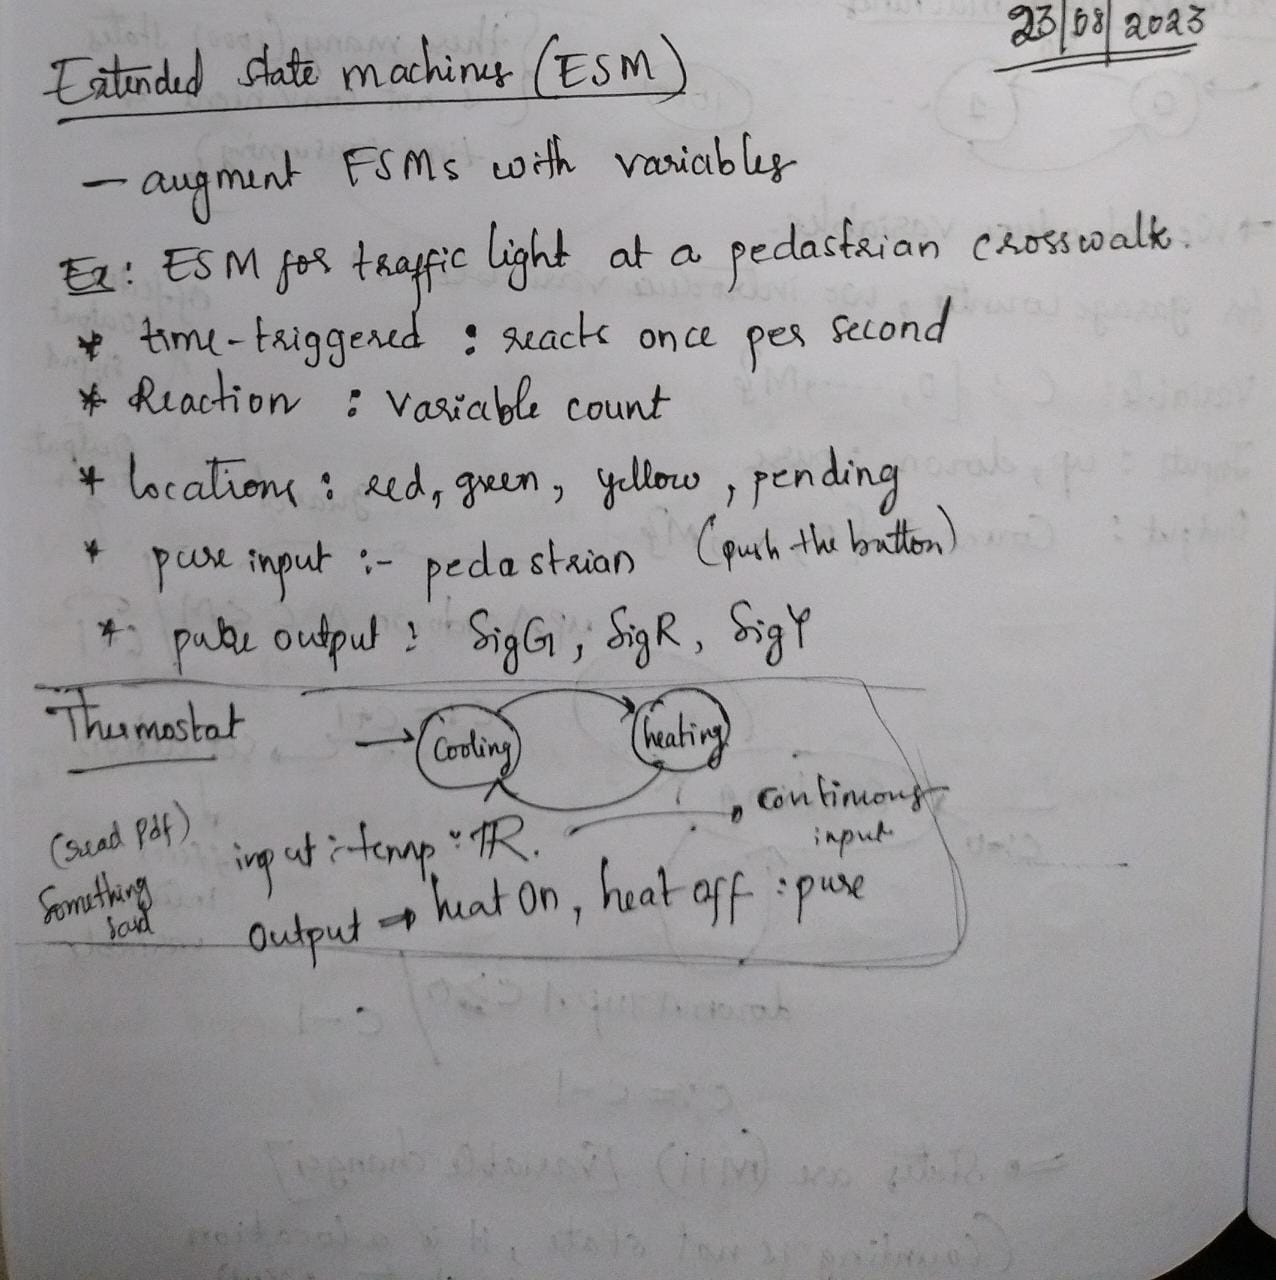 23/08/2023
Extended state machines (ESM)
- augment FSMs with variables
Ex: ESM for traffic light at a pedastrian crosswalk.
* time-triggered : reacts once per second
* Reaction : variable count
* locations : red, green, yellow, pending
* pure input :- pedastrian (push the button)
* pure output : SigG, SigR, SigY
Thermostat
cooling heating
continuous
input
(read pdf) input : temp : ℝ.
Something
said
output → heat on, heat off : pure